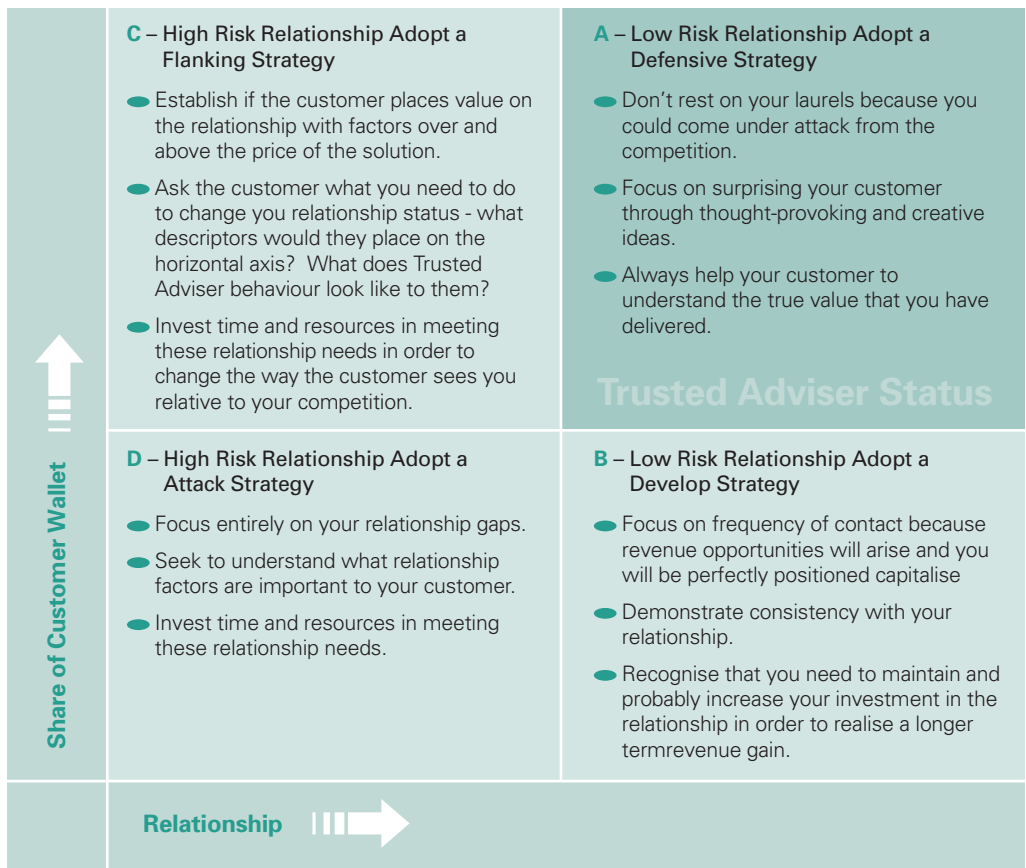 C – High Risk Relationship Adopt a
Flanking Strategy
Establish if the customer places value on
the relationship with factors over and
above the price of the solution.
Ask the customer what you need to do
to change you relationship status - what
descriptors would they place on the
horizontal axis? What does Trusted
Adviser behaviour look like to them?
Invest time and resources in meeting
these relationship needs in order to
change the way the customer sees you
relative to your competition.
A – Low Risk Relationship Adopt a
Defensive Strategy
Don’t rest on your laurels because you
could come under attack from the
competition.
Focus on surprising your customer
through thought-provoking and creative
ideas.
Always help your customer to
understand the true value that you have
delivered.
Trusted Adviser Status
D – High Risk Relationship Adopt a
Attack Strategy
Focus entirely on your relationship gaps.
Seek to understand what relationship
factors are important to your customer.
Invest time and resources in meeting
these relationship needs.
B – Low Risk Relationship Adopt a
Develop Strategy
Focus on frequency of contact because
revenue opportunities will arise and you
will be perfectly positioned capitalise
Demonstrate consistency with your
relationship.
Recognise that you need to maintain and
probably increase your investment in the
relationship in order to realise a longer
termrevenue gain.
Share of Customer Wallet
Relationship